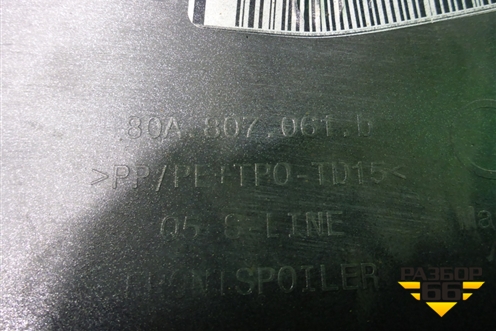 80A.807.061.b
>PP/PE+TPO-TD15<
Q5 S-LINE
FRONTSPOILER
РАЗБОР
66